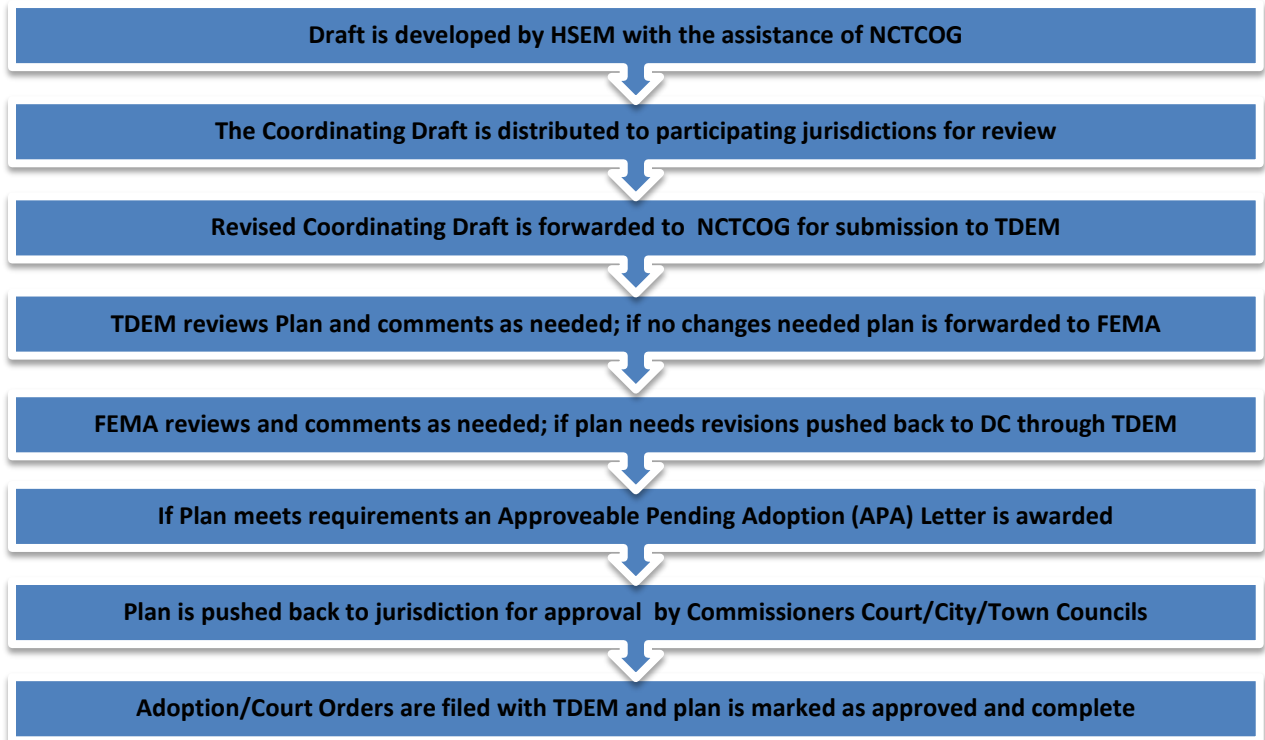 Draft is developed by HSEM with the assistance of NCTCOG
The Coordinating Draft is distributed to participating jurisdictions for review
Revised Coordinating Draft is forwarded to  NCTCOG for submission to TDEM
TDEM reviews Plan and comments as needed; if no changes needed plan is forwarded to FEMA
FEMA reviews and comments as needed; if plan needs revisions pushed back to DC through TDEM
If Plan meets requirements an Approveable Pending Adoption (APA) Letter is awarded
Plan is pushed back to jurisdiction for approval  by Commissioners Court/City/Town Councils
Adoption/Court Orders are filed with TDEM and plan is marked as approved and complete